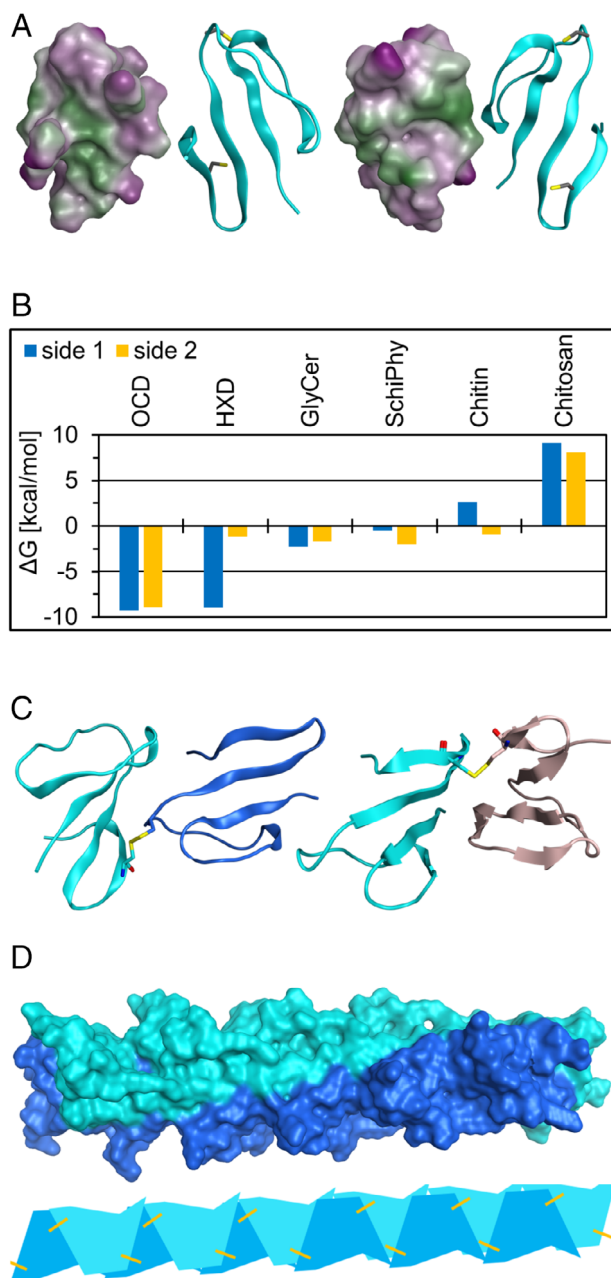 A
B
side 1 side 2
OCD
HXD
GlyCer
SchiPhy
Chitin
Chitosan
ΔG [kcal/mol]
10
5
0
-5
-10
C
D